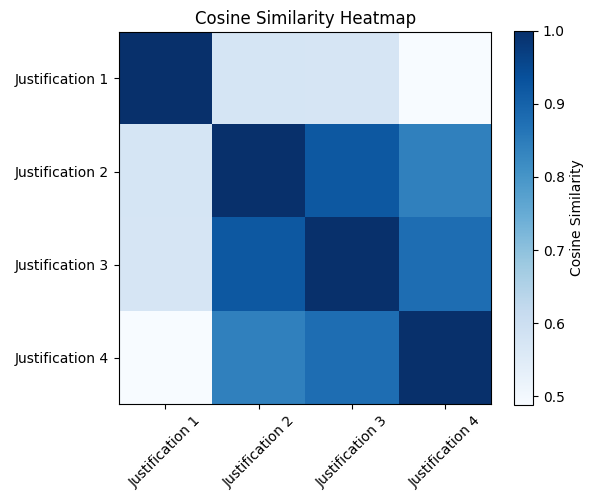 Cosine Similarity Heatmap
Justification 1
Justification 2
Justification 3
Justification 4
Justification 1
Justification 2
Justification 3
Justification 4
1.0
0.9
0.8
0.7
0.6
0.5
Cosine Similarity